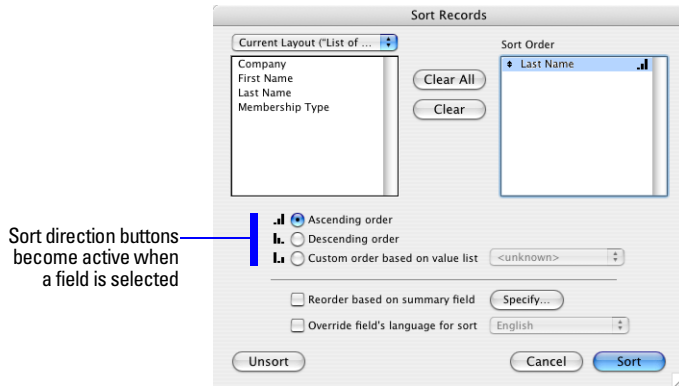 Sort Records
Current Layout ("List of ...
Sort Order
Company
First Name
Last Name
Membership Type
Clear All
Clear
Last Name
Sort direction buttons
become active when
a field is selected
Ascending order
Descending order
Custom order based on value list
<unknown>
Reorder based on summary field
Specify...
Override field's language for sort
English
Unsort
Cancel
Sort